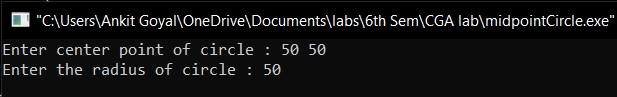 "C:\Users\Ankit Goyal\OneDrive\Documents\labs\6th Sem\CGA lab\midpointCircle.exe"
Enter center point of circle : 50 50
Enter the radius of circle : 50